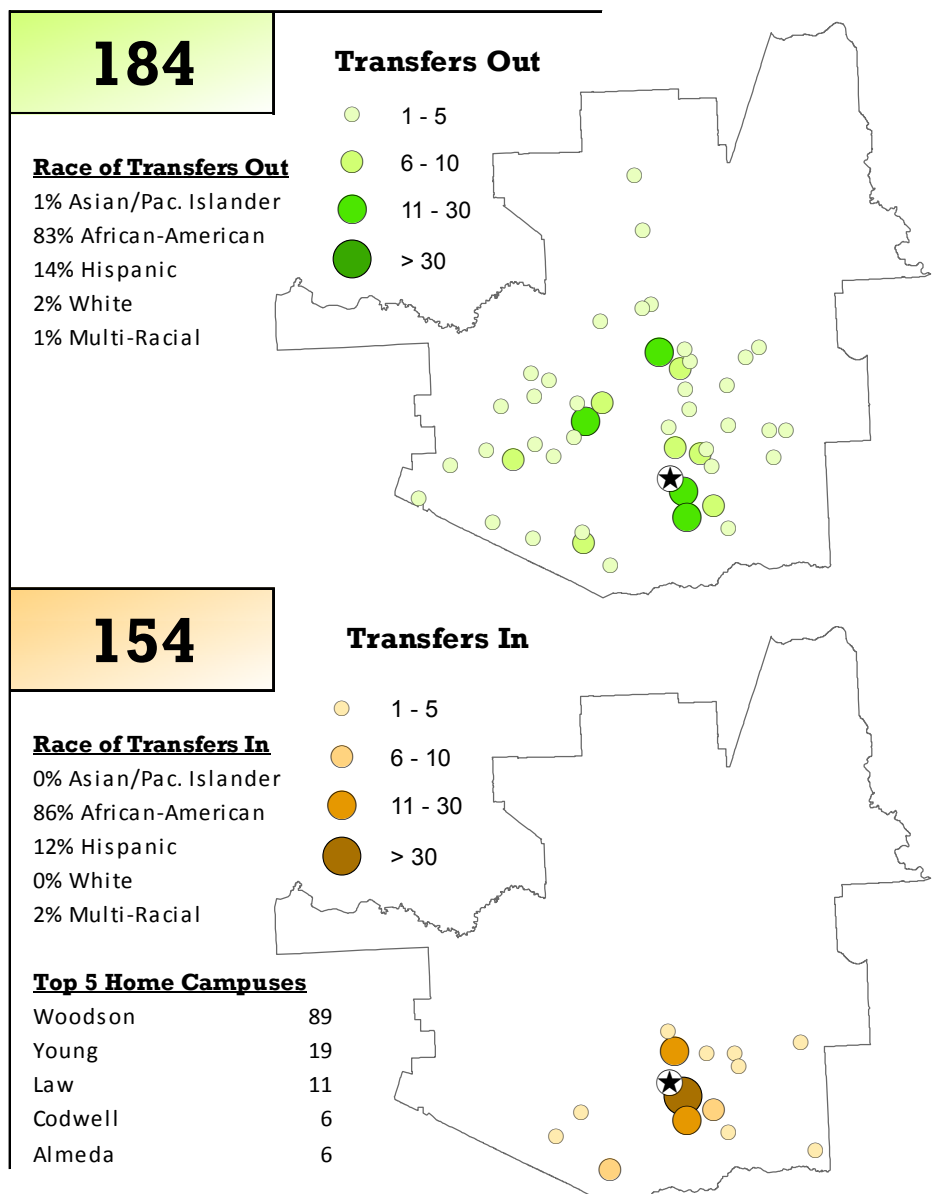 184
Transfers Out
1 - 5
6 - 10
11 - 30
> 30
Race of Transfers Out
1% Asian/Pac. Islander
83% African-American
14% Hispanic
2% White
1% Multi-Racial
154
Transfers In
1 - 5
6 - 10
11 - 30
> 30
Race of Transfers In
0% Asian/Pac. Islander
86% African-American
12% Hispanic
0% White
2% Multi-Racial
Top 5 Home Campuses
Woodson 89
Young 19
Law 11
Codwell 6
Almeda 6